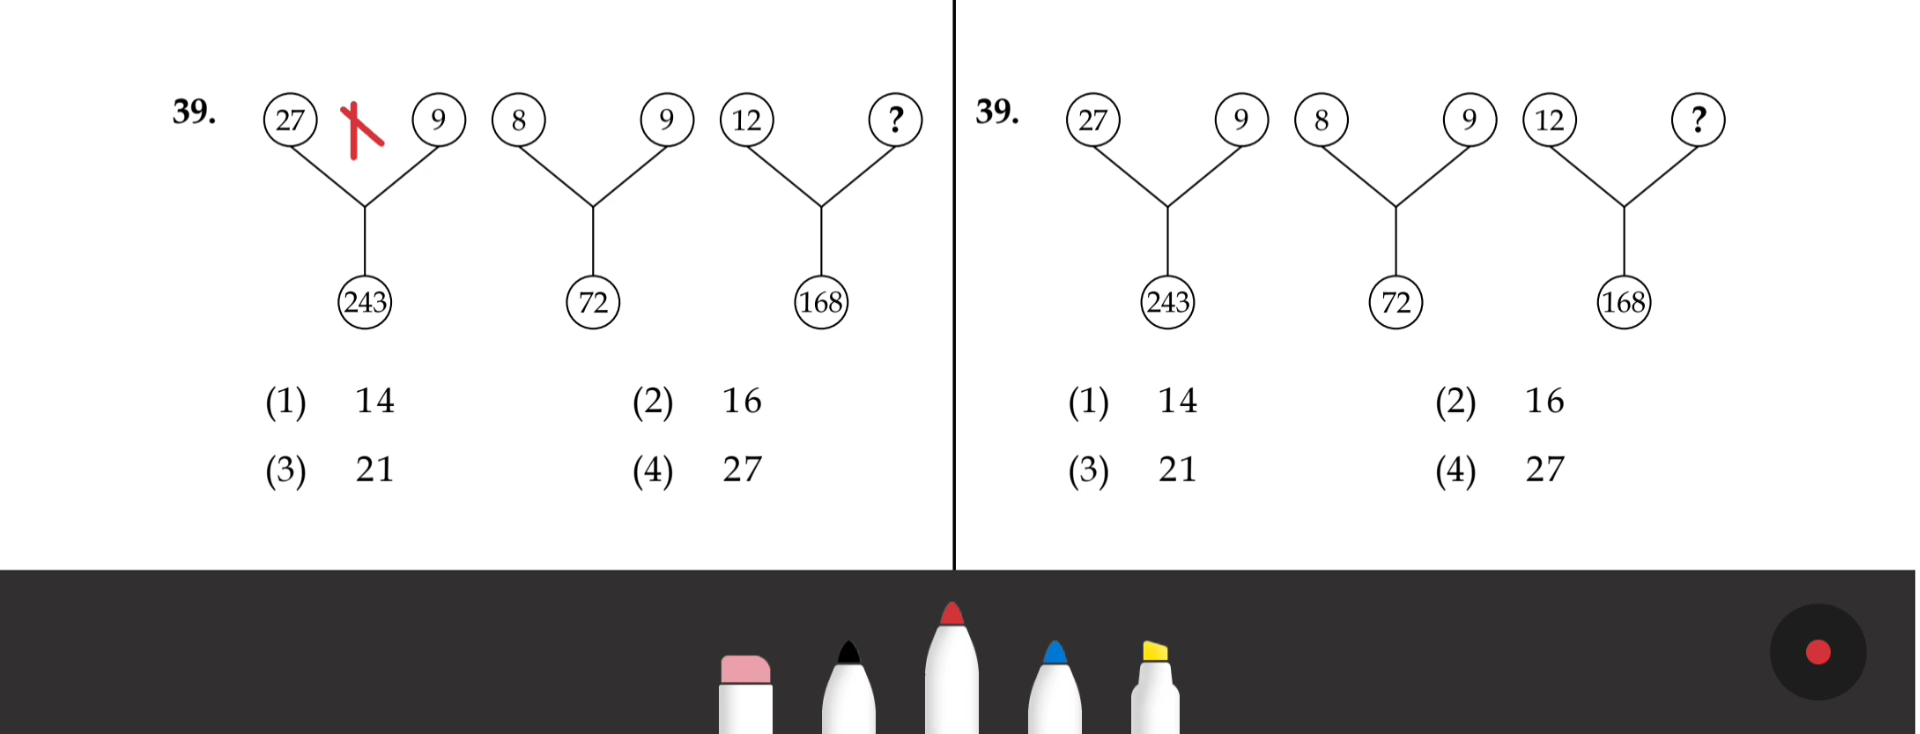 39. 27 9 8 9 12 ?
243 72 168
(1) 14 (2) 16
(3) 21 (4) 27
39. 27 9 8 9 12 ?
243 72 168
(1) 14 (2) 16
(3) 21 (4) 27